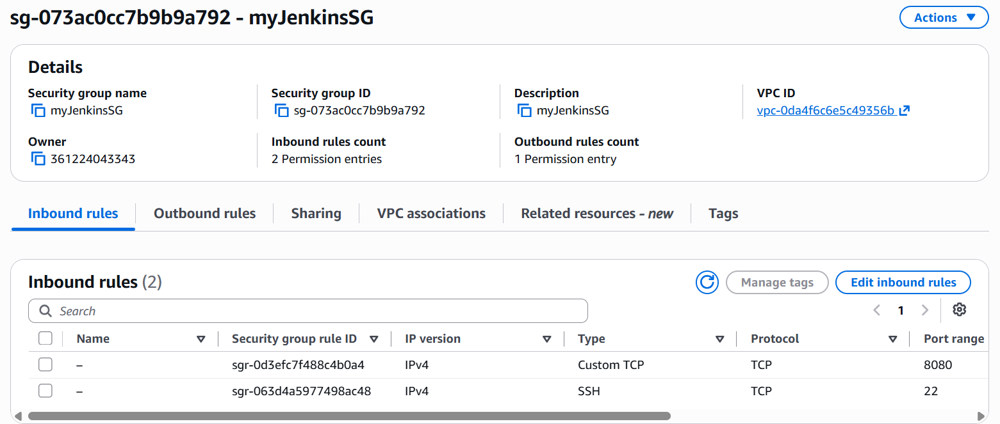 sg-073ac0cc7b9b9a792 - myJenkinsSG
Actions
Details
Security group name
myJenkinsSG
Security group ID
sg-073ac0cc7b9b9a792
Description
myJenkinsSG
VPC ID
vpc-0da4f6c6e5c49356b
Owner
361224043343
Inbound rules count
2 Permission entries
Outbound rules count
1 Permission entry
Inbound rules
Outbound rules
Sharing
VPC associations
Related resources - new
Tags
Inbound rules (2)
Manage tags
Edit inbound rules
Search
1
Name Security group rule ID IP version Type Protocol Port range
– sgr-0d3efc7f488c4b0a4 IPv4 Custom TCP TCP 8080
– sgr-063d4a5977498ac48 IPv4 SSH TCP 22